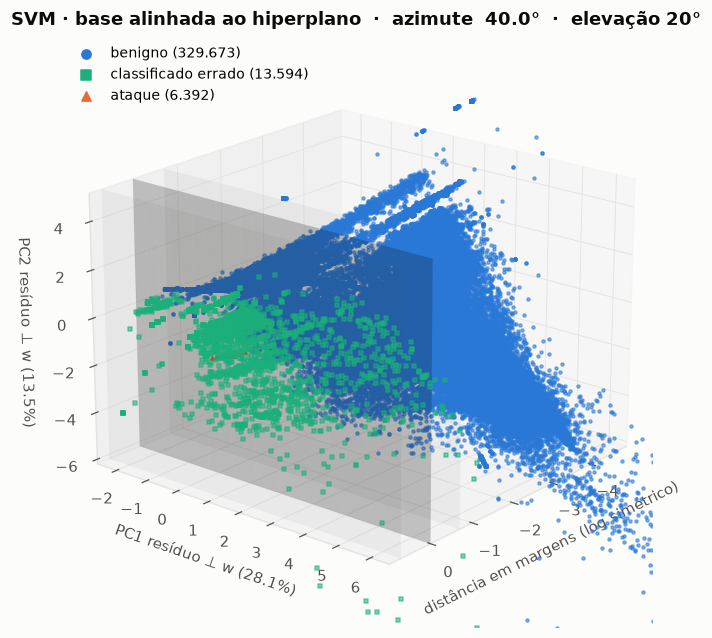 SVM · base alinhada ao hiperplano · azimute 40.0° · elevação 20°
benigno (329.673)
classificado errado (13.594)
ataque (6.392)
4
2
0
−2
−4
−6
PC2 resíduo ⊥ w (13.5%)
−2
−1
0
1
2
3
4
5
6
PC1 resíduo ⊥ w (28.1%)
0
−1
−2
−3
−4
distância em margens (log simétrico)